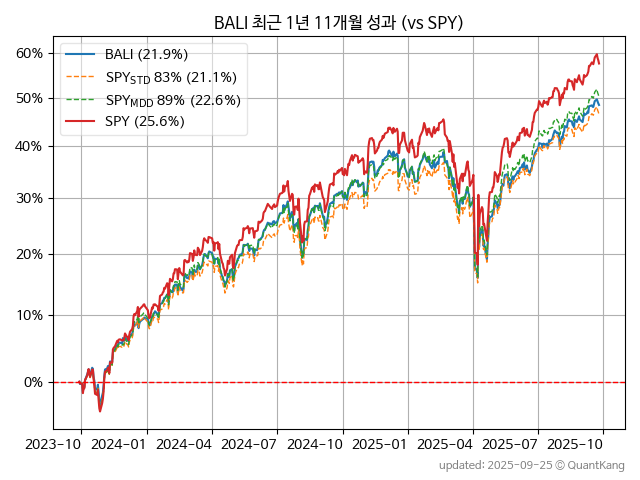 BALI 최근 1년 11개월 성과 (vs SPY)
BALI (21.9%)
SPY_STD 83% (21.1%)
SPY_MDD 89% (22.6%)
SPY (25.6%)
60%
50%
40%
30%
20%
10%
0%
2023-10 2024-01 2024-04 2024-07 2024-10 2025-01 2025-04 2025-07 2025-10
updated: 2025-09-25 ⓒ QuantKang